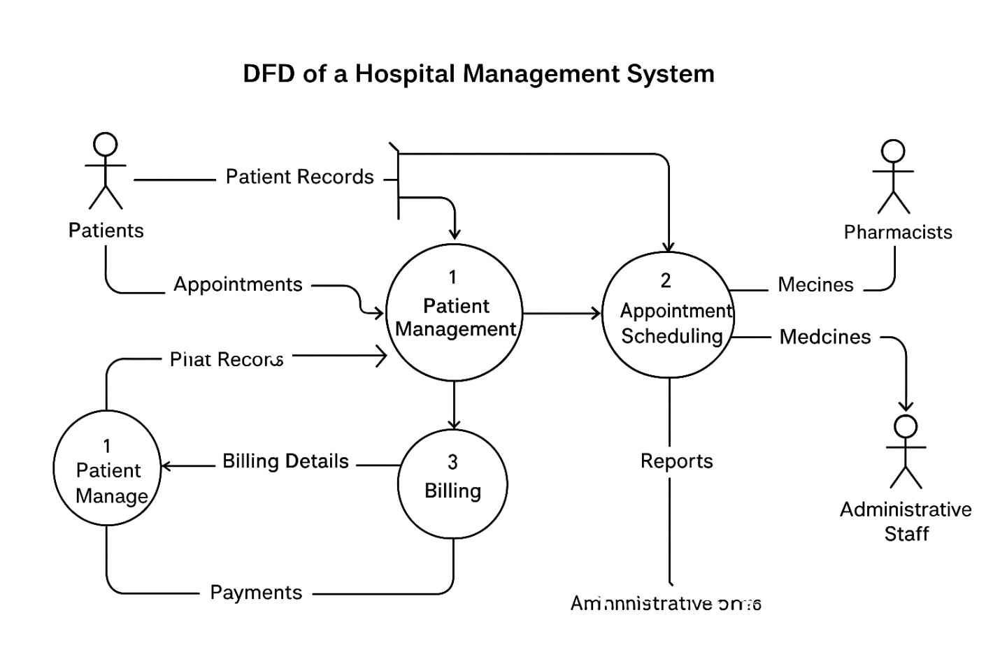 DFD of a Hospital Management System
Patient Records
Patients
Pharmacists
Appointments
1
Patient
Management
2
Appointment
Scheduling
Mecines
Medcines
1
Patient
Manage
Billing Details
3
Billing
Reports
Administrative
Staff
Payments